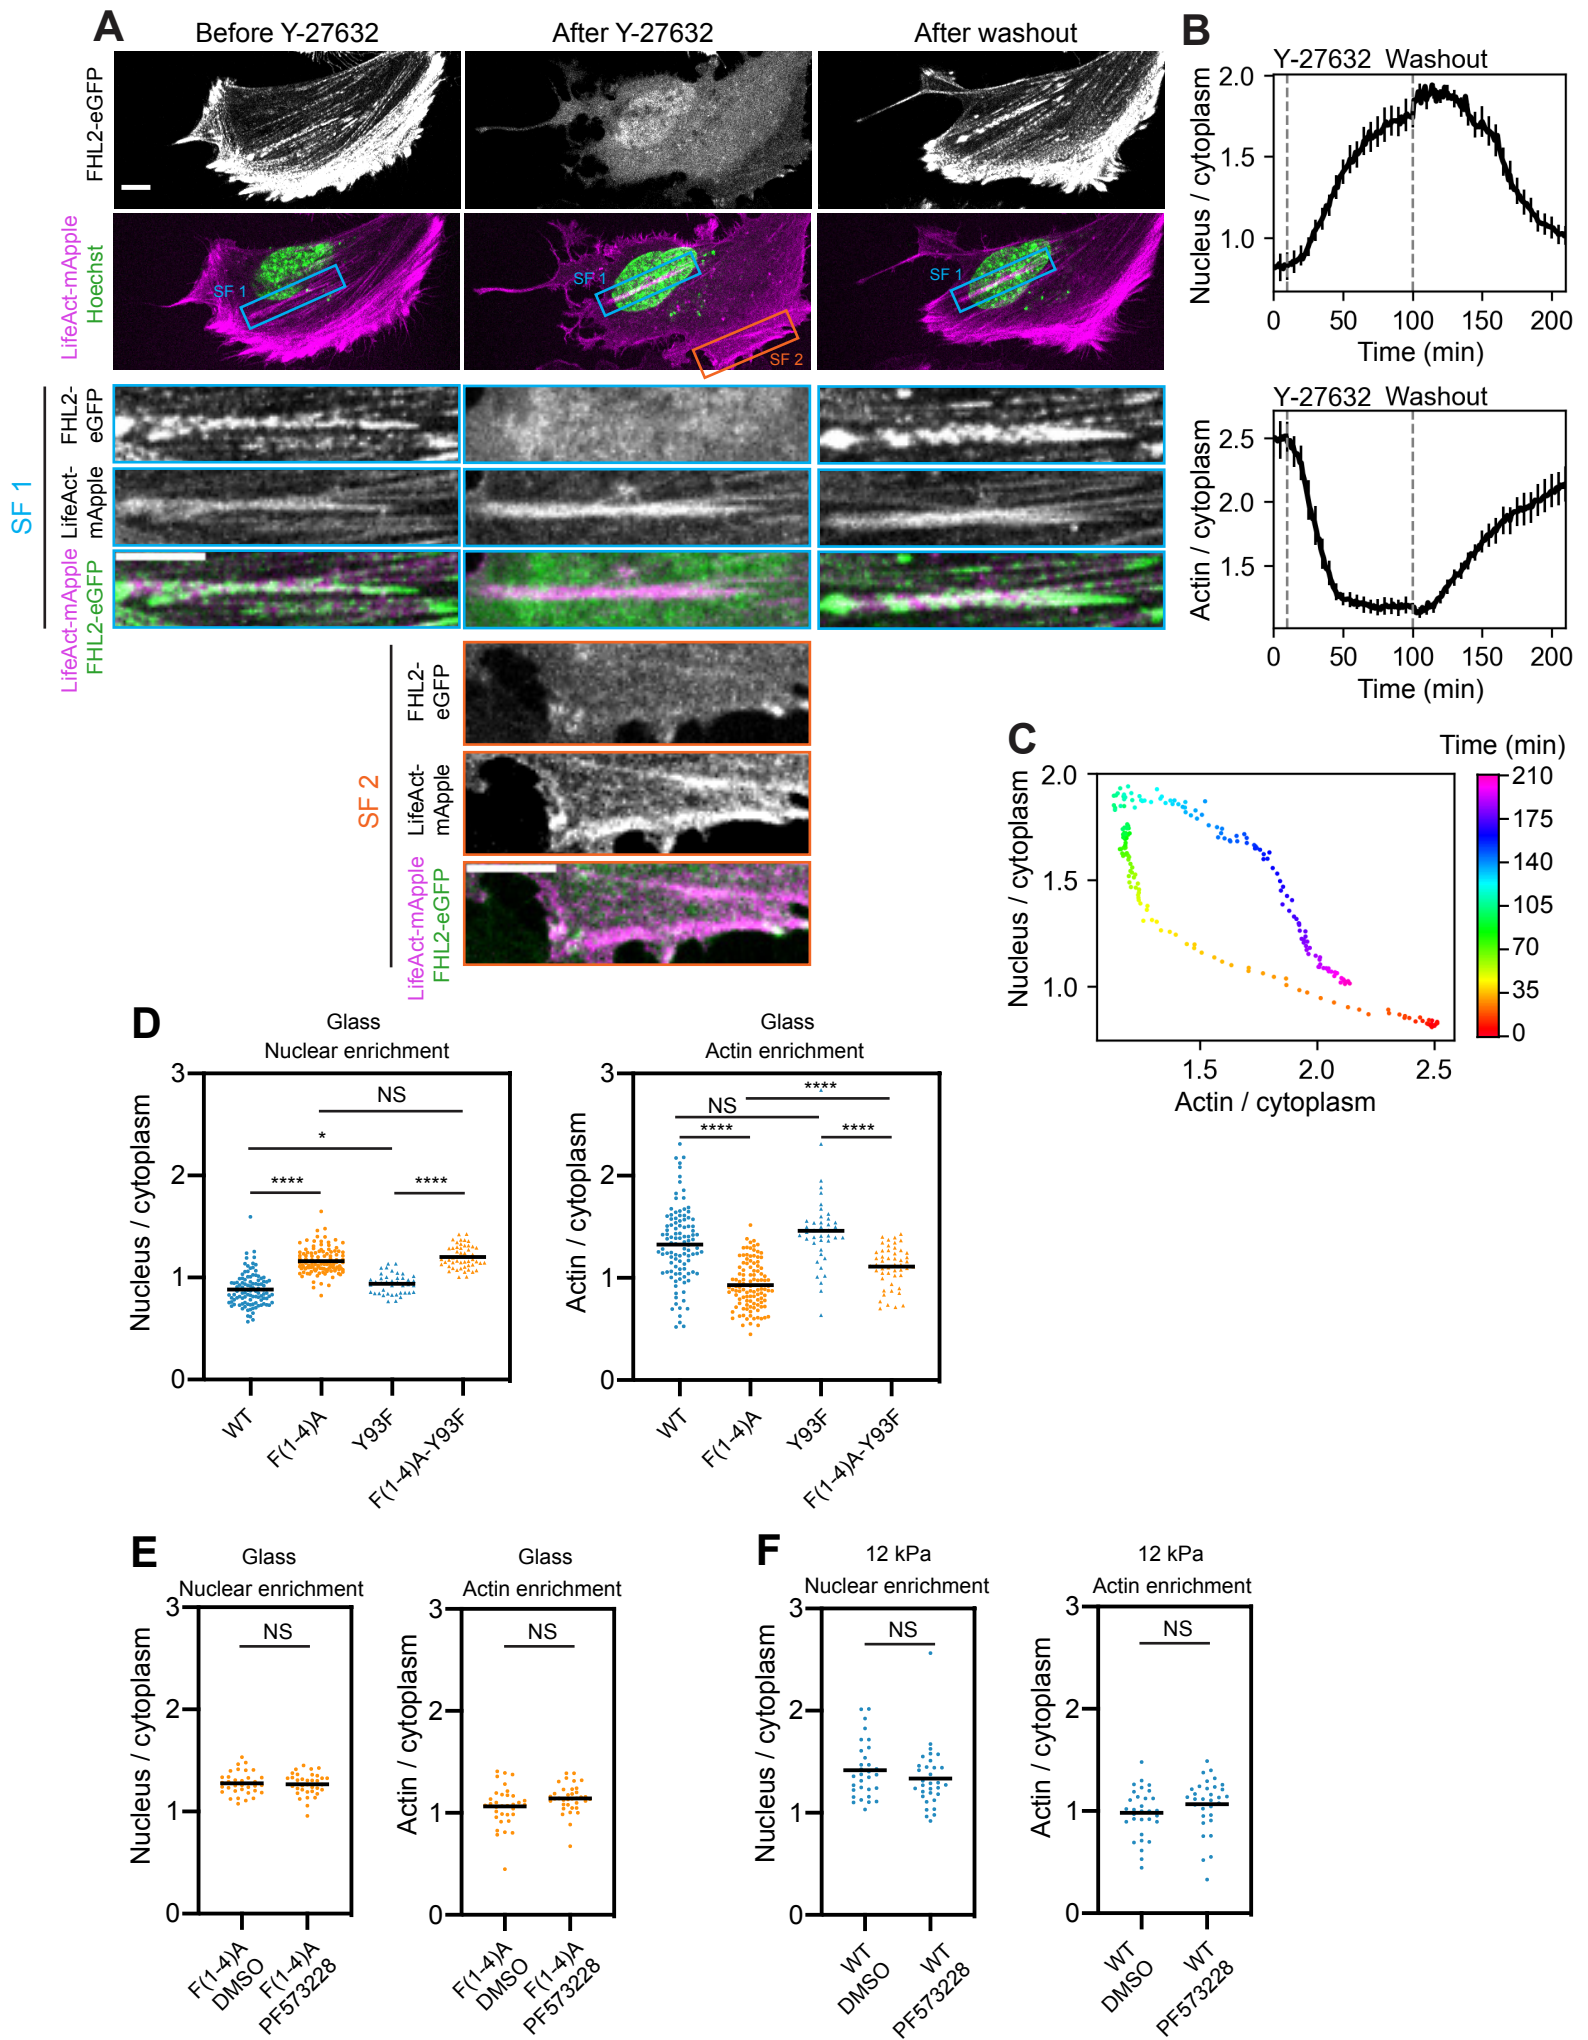 A
Before Y-27632
After Y-27632
After washout
FHL2-eGFP
LifeAct-mApple
Hoechst
SF 1
SF 1
SF 2
SF 1
SF 1
FHL2-
eGFP
LifeAct-
mApple
LifeAct-mApple
FHL2-eGFP
SF 2
FHL2-
eGFP
LifeAct-
mApple
LifeAct-mApple
FHL2-eGFP
B
Y-27632 Washout
Nucleus / cytoplasm
2.0
1.5
1.0
0 50 100 150 200
Time (min)
Y-27632 Washout
Actin / cytoplasm
2.5
2.0
1.5
0 50 100 150 200
Time (min)
C
Nucleus / cytoplasm
2.0
1.5
1.0
1.5 2.0 2.5
Actin / cytoplasm
Time (min)
210
175
140
105
70
35
0
D
Glass
Nuclear enrichment
Nucleus / cytoplasm
3
2
1
0
NS
*
****
****
WT
F(1-4)A
Y93F
F(1-4)A-Y93F
Glass
Actin enrichment
Actin / cytoplasm
3
2
1
0
****
NS
****
****
WT
F(1-4)A
Y93F
F(1-4)A-Y93F
E
Glass
Nuclear enrichment
Nucleus / cytoplasm
3
2
1
0
NS
F(1-4)A
DMSO
F(1-4)A
PF573228
Glass
Actin enrichment
Actin / cytoplasm
3
2
1
0
NS
F(1-4)A
DMSO
F(1-4)A
PF573228
F
12 kPa
Nuclear enrichment
Nucleus / cytoplasm
3
2
1
0
NS
WT
DMSO
WT
PF573228
12 kPa
Actin enrichment
Actin / cytoplasm
3
2
1
0
NS
WT
DMSO
WT
PF573228